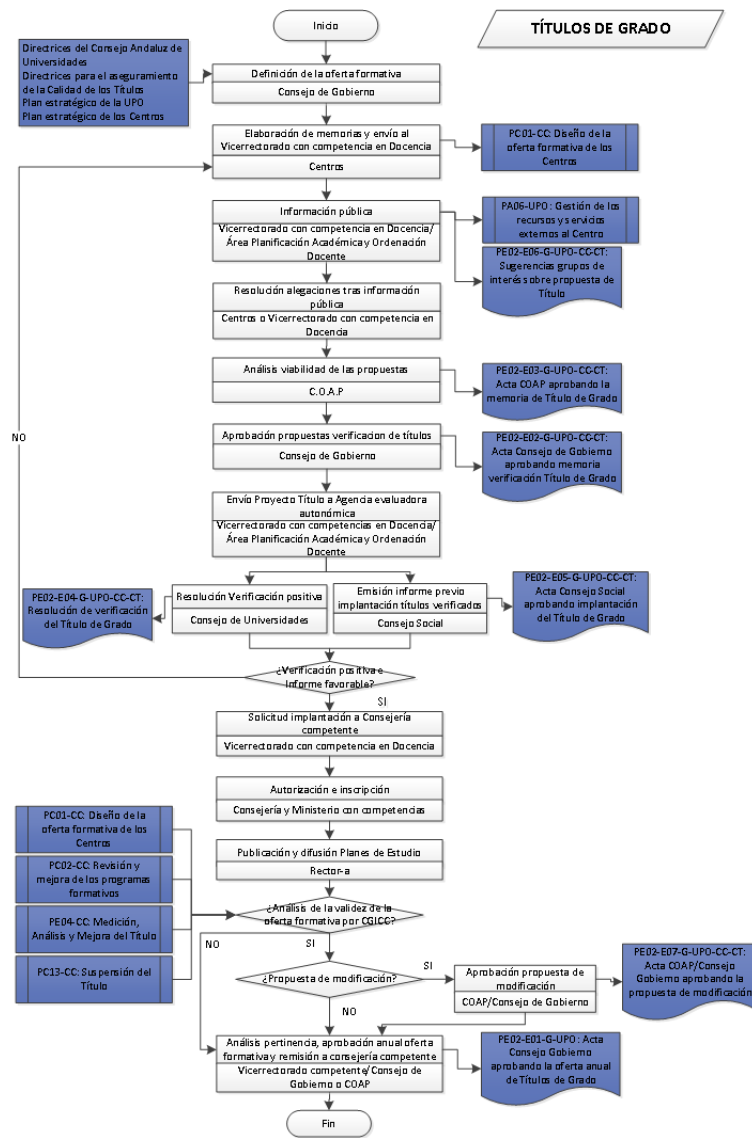 Inicio
TÍTULOS DE GRADO
Directrices del Consejo Andaluz de
Universidades
Directrices para el aseguramiento
de la Calidad de los Títulos
Plan estratégico de la UPO
Plan estratégico de los Centros
Definición de la oferta formativa
Consejo de Gobierno
Elaboración de memorias y envío al
Vicerrectorado con competencia en Docencia
Centros
PC01-CC: Diseño de la
oferta formativa de los
Centros
Información pública
Vicerrectorado con competencia en Docencia/
Área Planificación Académica y Ordenación
Docente
PA06-UPO: Gestión de los
recursos y servicios
externos al Centro
PE02-E06-G-UPO-CC-CT:
Sugerencias grupos de
interés sobre propuesta de
Título
Resolución alegaciones tras información
pública
Centros o Vicerrectorado con competencia en
Docencia
Análisis viabilidad de las propuestas
C.O.A.P
PE02-E03-G-UPO-CC-CT:
Acta COAP aprobando la
memoria de Título de Grado
NO
Aprobación propuestas verificacion de títulos
Consejo de Gobierno
PE02-E02-G-UPO-CC-CT:
Acta Consejo de Gobierno
aprobando memoria
verificación Título de Grado
Envío Proyecto Título a Agencia evaluadora
autonómica
Vicerrectorado con competencias en Docencia/
Área Planificación Académica y Ordenación
Docente
PE02-E04-G-UPO-CC-CT:
Resolución de verificación
del Título de Grado
Resolución Verificación positiva
Consejo de Universidades
Emisión informe previo
implantación títulos verificados
Consejo Social
PE02-E05-G-UPO-CC-CT:
Acta Consejo Social
aprobando implantación
del Título de Grado
¿Verificación positiva e
Informe favorable?
SI
Solicitud implantación a Consejería
competente
Vicerrectorado con competencia en Docencia
Autorización e inscripción
Consejería y Ministerio con competencias
Publicación y difusión Planes de Estudio
Rector-a
PC01-CC: Diseño de la
oferta formativa de los
Centros
PC02-CC: Revisión y
mejora de los programas
formativos
PE04-CC: Medición,
Análisis y Mejora del Título
PC13-CC: Suspensión del
Título
¿Análisis de la validez de la
oferta formativa por CGICC?
NO
SI
¿Propuesta de modificación?
SI
NO
Aprobación propuesta de
modificación
COAP/Consejo de Gobierno
PE02-E07-G-UPO-CC-CT:
Acta COAP/Consejo
Gobierno aprobando la
propuesta de modificación
Análisis pertinencia, aprobación anual oferta
formativa y remisión a consejería competente
Vicerrectorado competente/Consejo de
Gobierno o COAP
PE02-E01-G-UPO: Acta
Consejo Gobierno
aprobando la oferta anual
de Títulos de Grado
Fin